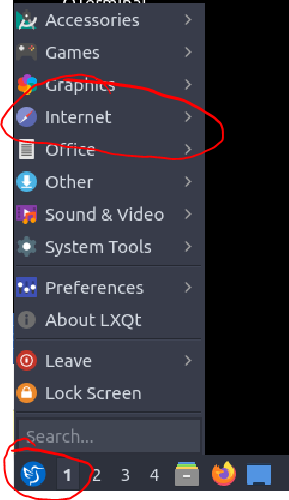 QTerminal
Accessories
Games
Graphics
Internet
Office
Other
Sound & Video
System Tools
Preferences
About LXQt
Leave
Lock Screen
Search...
1 2 3 4